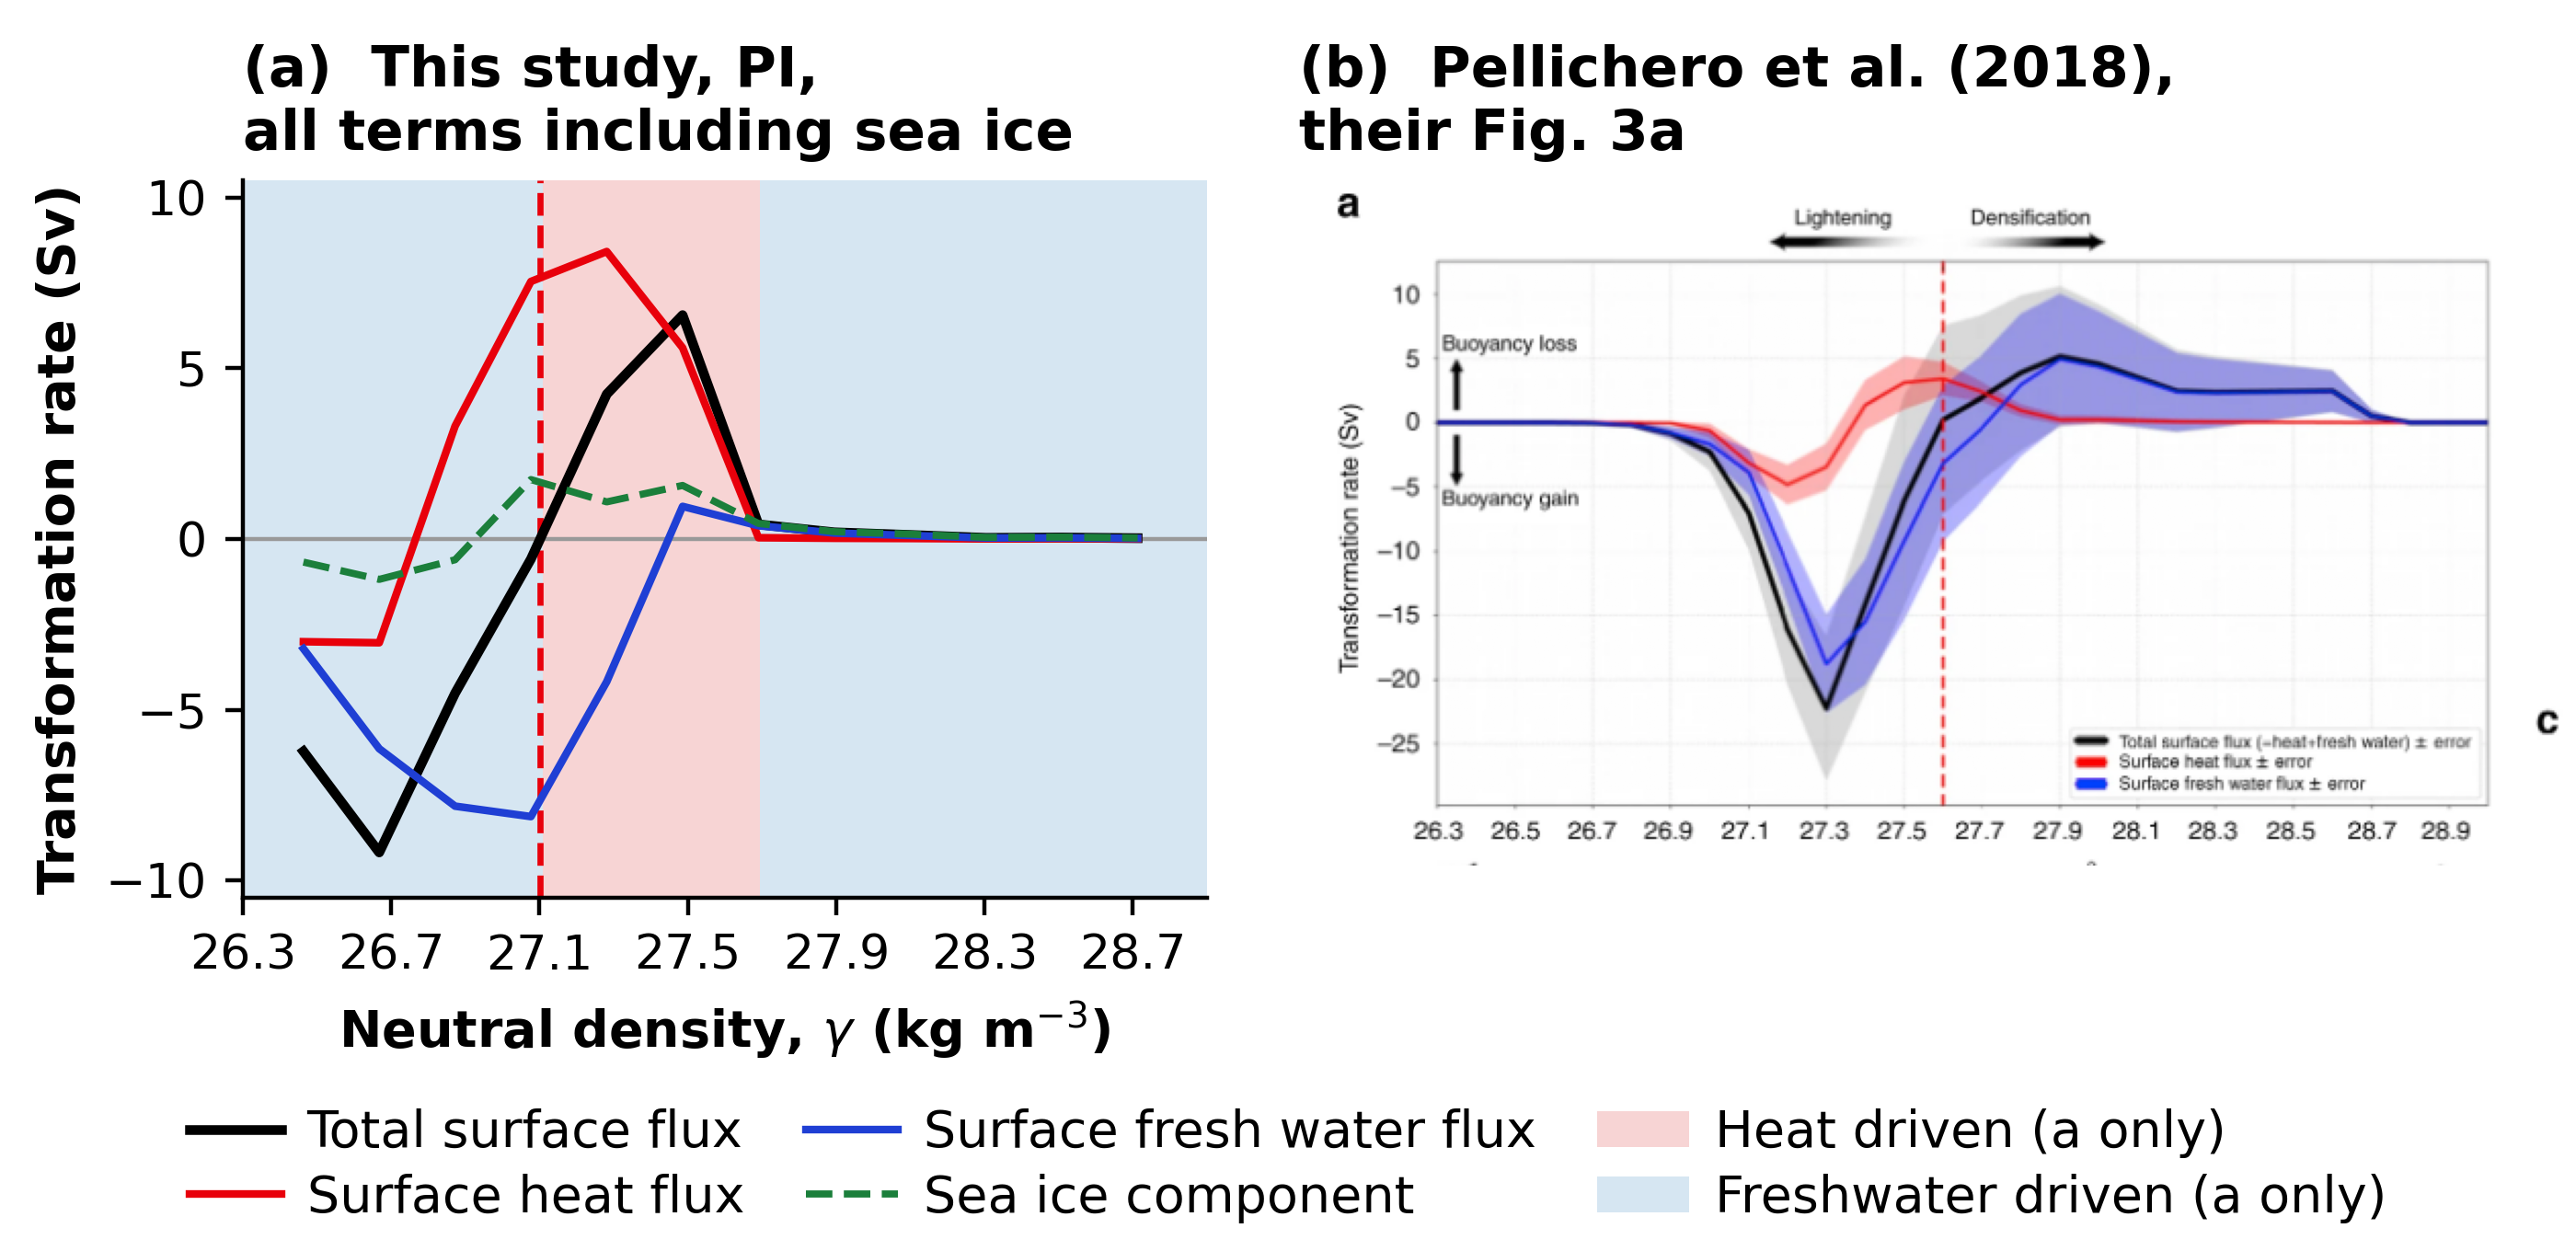 (a)  This study, PI,
all terms including sea ice
10
5
0
−5
−10
Transformation rate (Sv)
26.3 26.7 27.1 27.5 27.9 28.3 28.7
Neutral density, γ (kg m⁻³)
(b)  Pellichero et al. (2018),
their Fig. 3a
a
Lightening Densification
Buoyancy loss
Buoyancy gain
10
5
0
−5
−10
−15
−20
−25
Transformation rate (Sv)
Total surface flux (=heat+fresh water) ± error
Surface heat flux ± error
Surface fresh water flux ± error
26.3 26.5 26.7 26.9 27.1 27.3 27.5 27.7 27.9 28.1 28.3 28.5 28.7 28.9
c
Total surface flux
Surface heat flux
Surface fresh water flux
Sea ice component
Heat driven (a only)
Freshwater driven (a only)